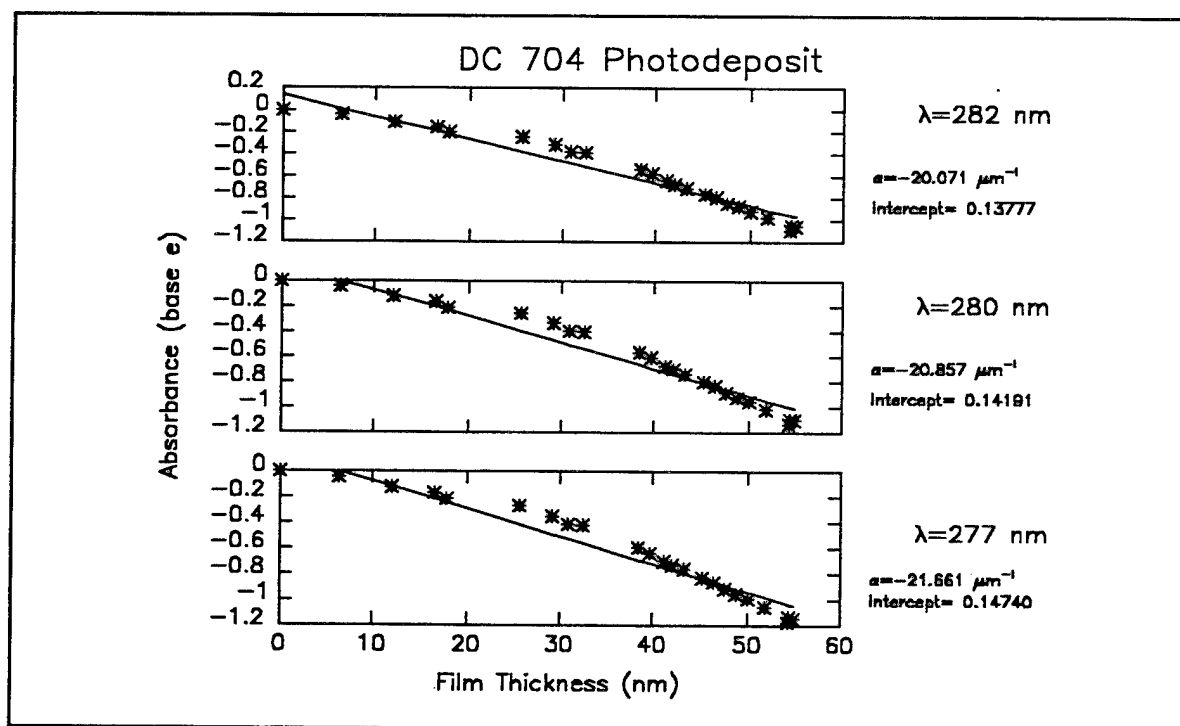 DC 704 Photodeposit
0.2
0
−0.2
−0.4
−0.6
−0.8
−1
−1.2
λ=282 nm
α=−20.071 μm⁻¹
Intercept= 0.13777
0
−0.2
−0.4
−0.6
−0.8
−1
−1.2
λ=280 nm
α=−20.857 μm⁻¹
Intercept= 0.14191
0
−0.2
−0.4
−0.6
−0.8
−1
−1.2
λ=277 nm
α=−21.661 μm⁻¹
Intercept= 0.14740
Absorbance (base e)
0 10 20 30 40 50 60
Film Thickness (nm)